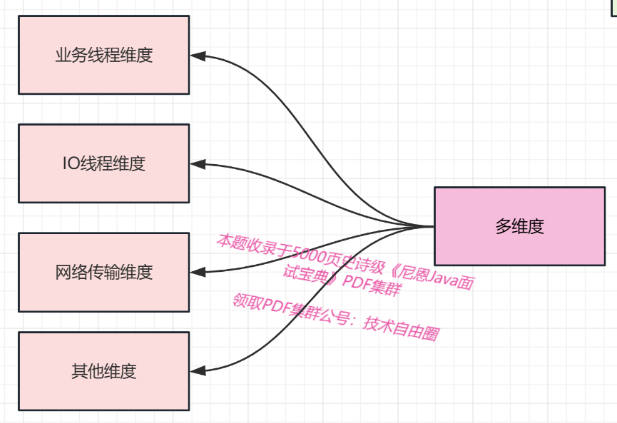 业务线程维度
IO线程维度
多维度
本题收录于5000页史诗级《尼恩Java面
试宝典》PDF集群
网络传输维度
领取PDF集群公号：技术自由圈
其他维度